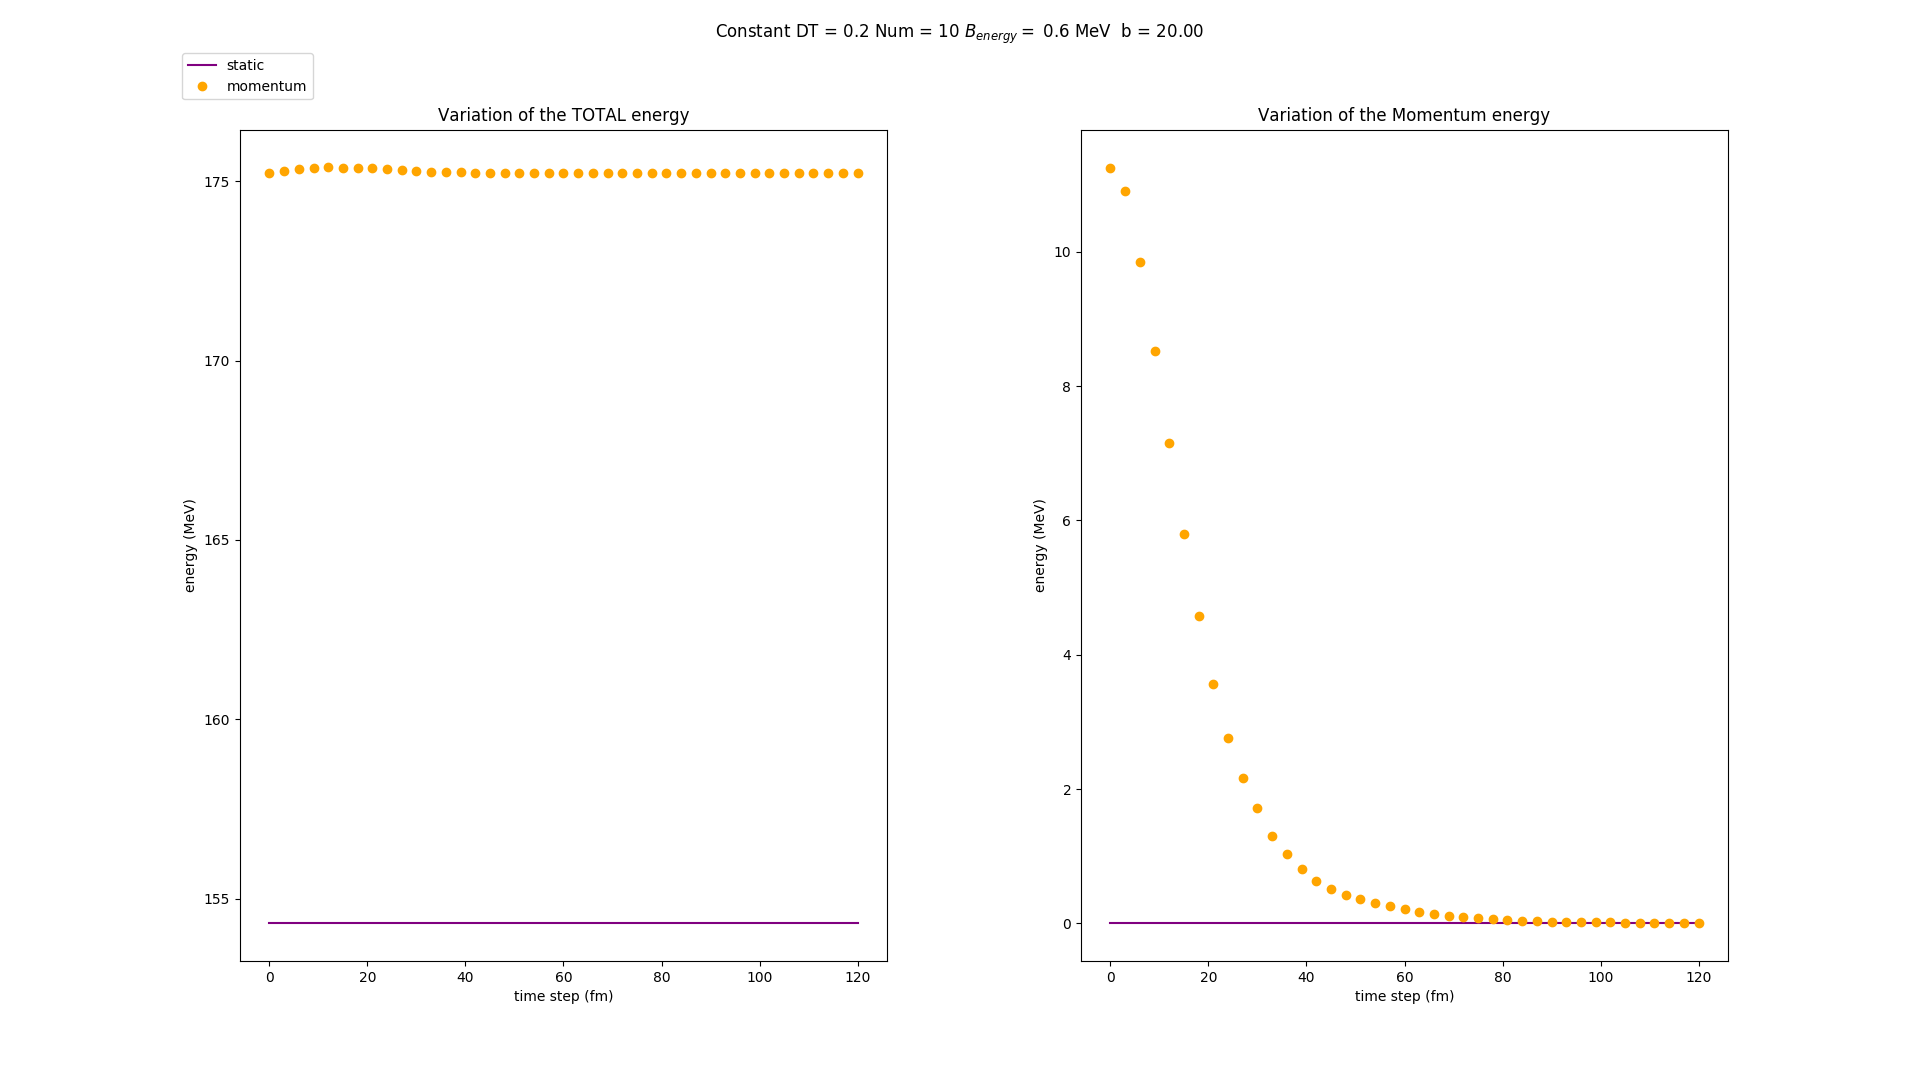 Constant DT = 0.2 Num = 10 B_energy = 0.6 MeV b = 20.00
static
momentum
Variation of the TOTAL energy
energy (MeV)
175
170
165
160
155
0 20 40 60 80 100 120
time step (fm)
Variation of the Momentum energy
energy (MeV)
10
8
6
4
2
0
0 20 40 60 80 100 120
time step (fm)